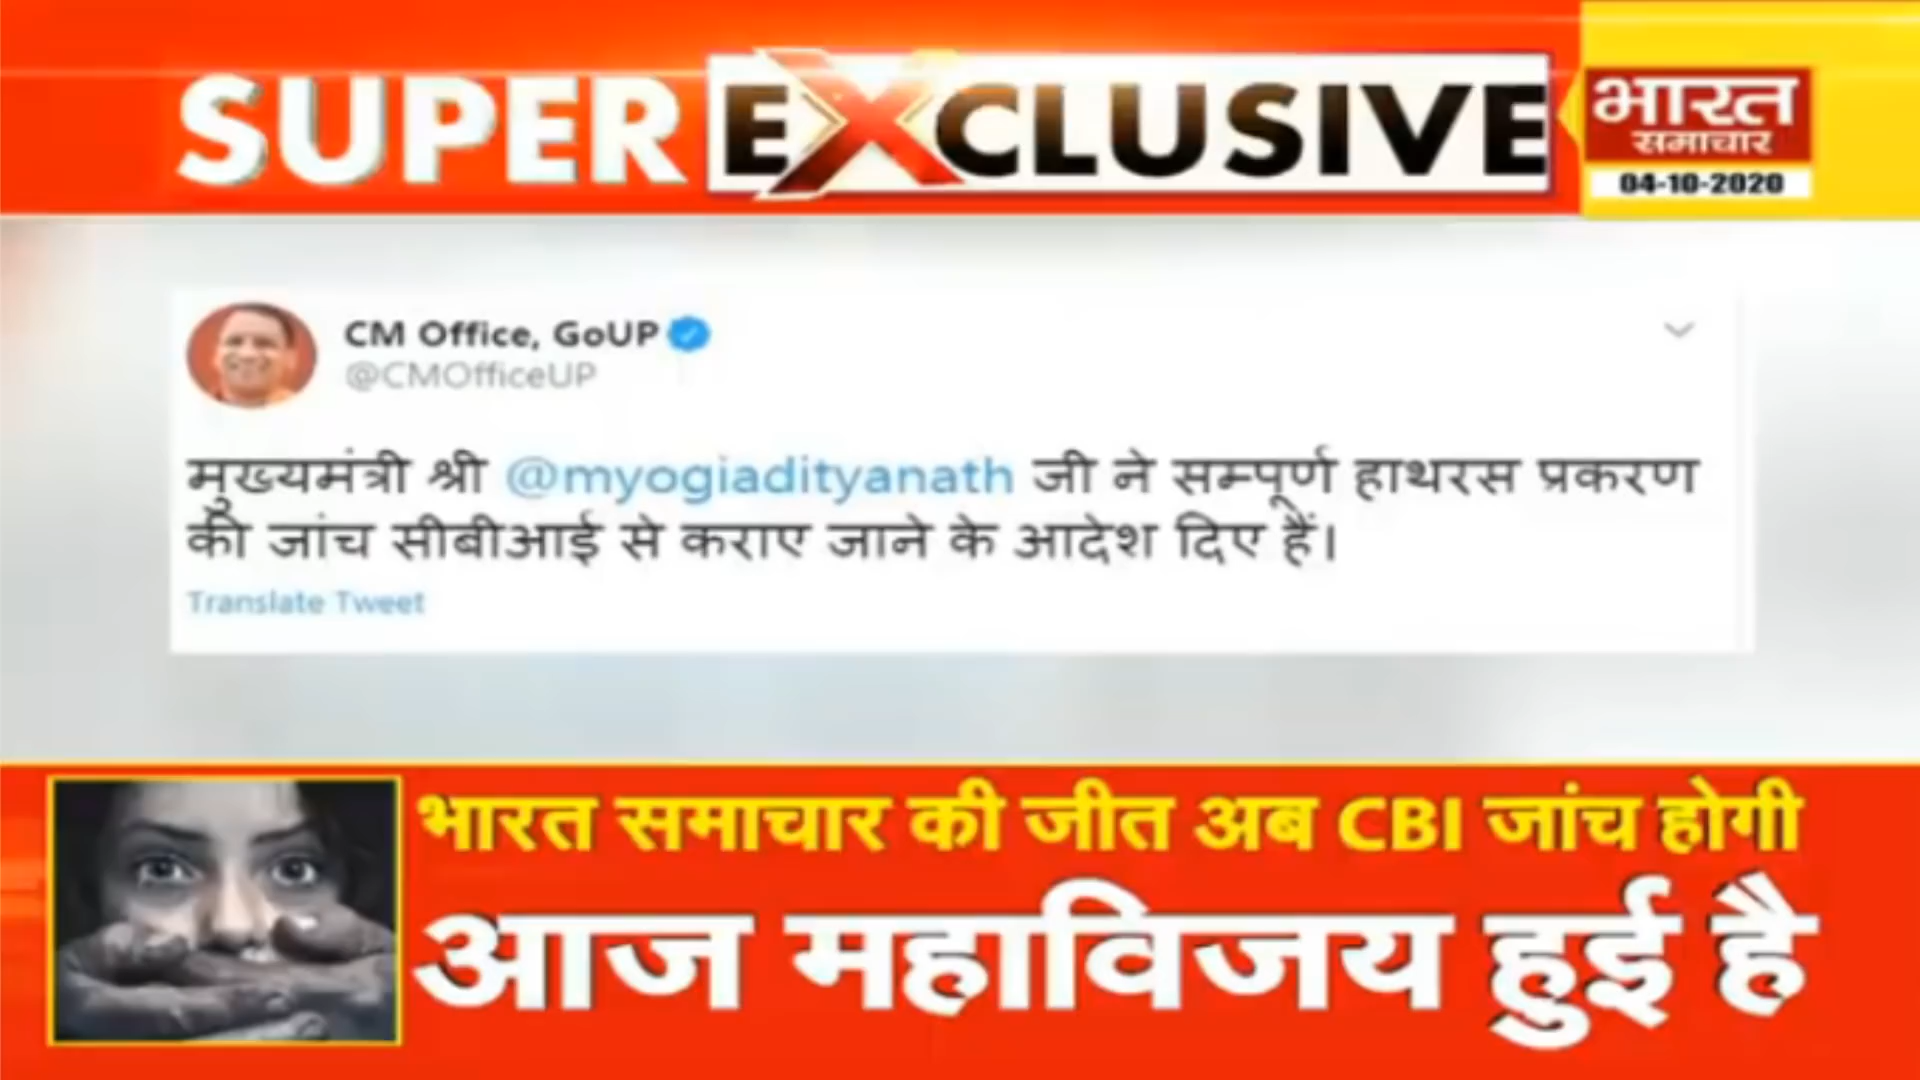 SUPER EXCLUSIVE
भारत
समाचार
04-10-2020
CM Office, GoUP
@CMOfficeUP
मुख्यमंत्री श्री @myogiadityanath जी ने सम्पूर्ण हाथरस प्रकरण
की जांच सीबीआई से कराए जाने के आदेश दिए हैं।
Translate Tweet
भारत समाचार की जीत अब CBI जांच होगी
आज महाविजय हुई है